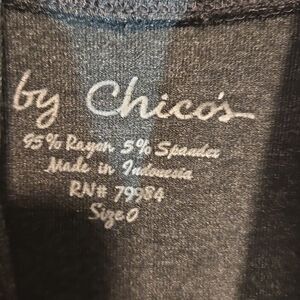 by Chico's
95% Rayon 5% Spandex
Made in Indonesia
RN# 79984
Size 0